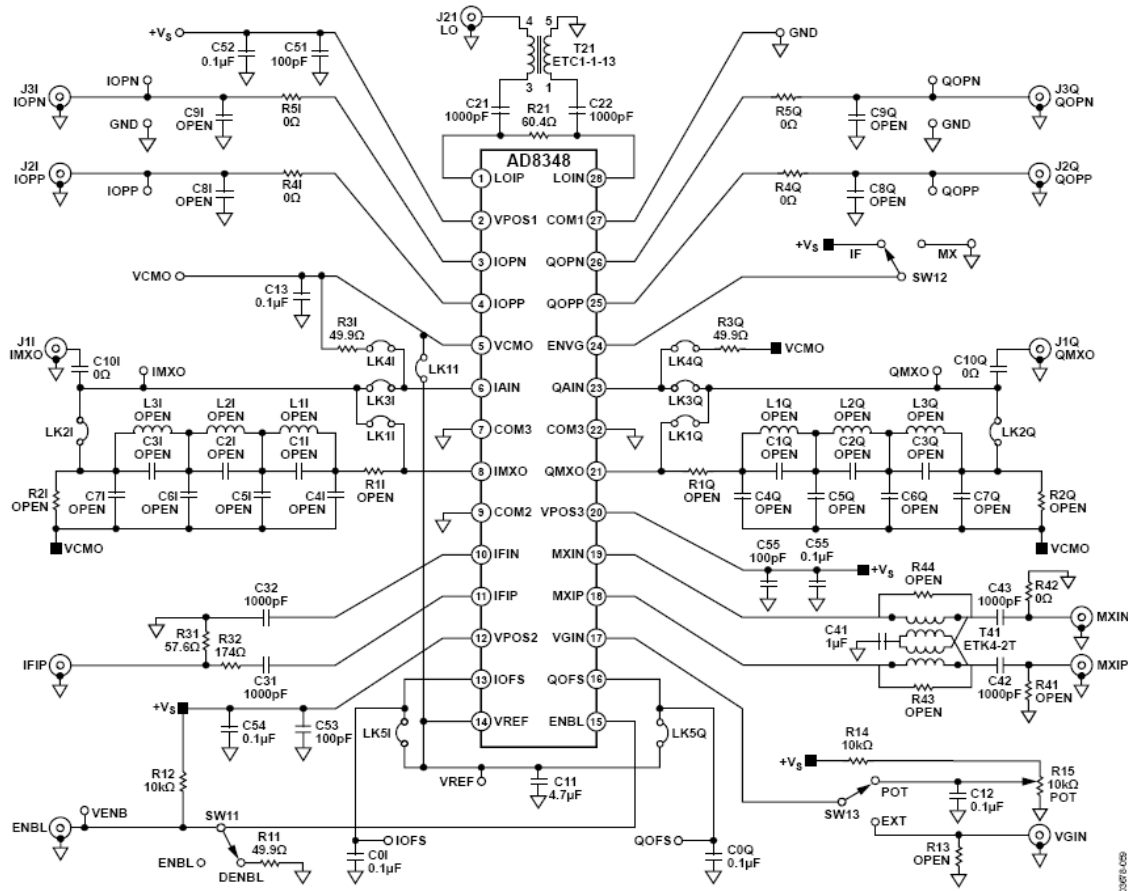 J21
LO
4
5
T21
ETC1-1-13
3
1
+VS
C52
0.1µF
C51
100pF
GND
J3I
IOPN
IOPN
C9I
OPEN
R5I
0Ω
GND
C21
1000pF
R21
60.4Ω
C22
1000pF
R5Q
0Ω
C9Q
OPEN
QOPN
GND
J3Q
QOPN
J2I
IOPP
IOPP
C8I
OPEN
R4I
0Ω
R4Q
0Ω
C8Q
OPEN
QOPP
J2Q
QOPP
AD8348
1 LOIP
LOIN 28
2 VPOS1
COM1 27
3 IOPN
QOPN 26
4 IOPP
QOPP 25
5 VCMO
ENVG 24
6 IAIN
QAIN 23
7 COM3
COM3 22
8 IMXO
QMXO 21
9 COM2
VPOS3 20
10 IFIN
MXIN 19
11 IFIP
MXIP 18
12 VPOS2
VGIN 17
13 IOFS
QOFS 16
14 VREF
ENBL 15
+VS
IF
MX
SW12
VCMO
C13
0.1µF
R3I
49.9Ω
LK4I
LK11
LK3I
LK1I
J1I
IMXO
C10I
0Ω
IMXO
LK2I
L3I
OPEN
L2I
OPEN
L1I
OPEN
C3I
OPEN
C2I
OPEN
C1I
OPEN
R2I
OPEN
C7I
OPEN
C6I
OPEN
C5I
OPEN
C4I
OPEN
R1I
OPEN
VCMO
R3Q
49.9Ω
VCMO
LK4Q
LK3Q
LK1Q
QMXO
C10Q
0Ω
J1Q
QMXO
L1Q
OPEN
L2Q
OPEN
L3Q
OPEN
LK2Q
C1Q
OPEN
C2Q
OPEN
C3Q
OPEN
R1Q
OPEN
C4Q
OPEN
C5Q
OPEN
C6Q
OPEN
C7Q
OPEN
R2Q
OPEN
VCMO
C55
100pF
C55
0.1µF
+VS
C32
1000pF
R31
57.6Ω
R32
174Ω
IFIP
C31
1000pF
R44
OPEN
C43
1000pF
R42
0Ω
MXIN
C41
1µF
T41
ETK4-2T
MXIP
R43
OPEN
C42
1000pF
R41
OPEN
+VS
C54
0.1µF
C53
100pF
LK5I
LK5Q
VREF
C11
4.7µF
R12
10kΩ
VENB
ENBL
SW11
R11
49.9Ω
ENBL
DENBL
IOFS
C0I
0.1µF
QOFS
C0Q
0.1µF
+VS
R14
10kΩ
R15
10kΩ
POT
POT
SW13
C12
0.1µF
EXT
R13
OPEN
VGIN
03678-059